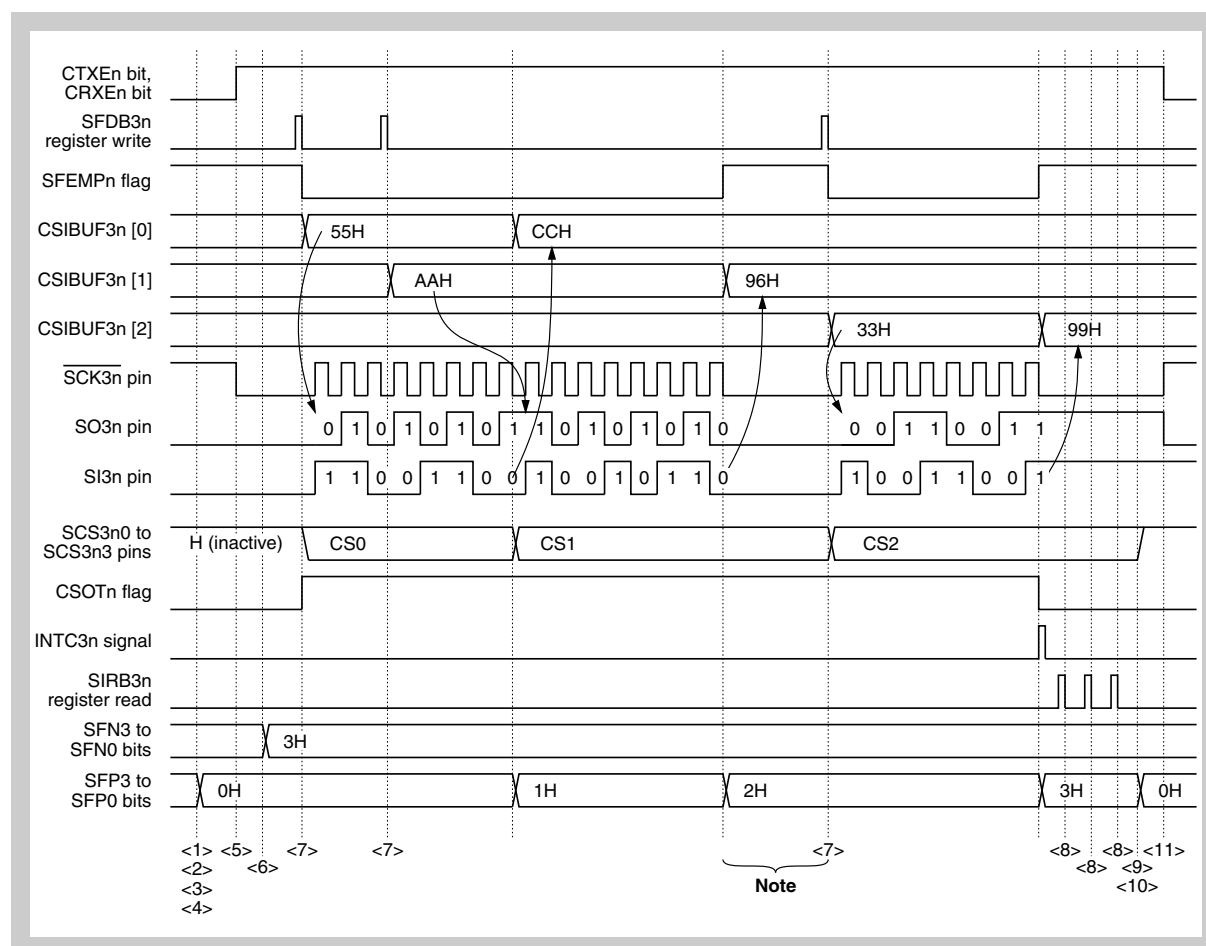 CTXEn bit,
CRXEn bit
SFDB3n
register write
SFEMPn flag
CSIBUF3n [0]
55H
CCH
CSIBUF3n [1]
AAH
96H
CSIBUF3n [2]
33H
99H
SCK3n pin
SO3n pin
0 1 0 1 0 1 0 1 1 0 1 0 1 0 1 0
0 0 1 1 0 0 1 1
SI3n pin
1 1 0 0 1 1 0 0 1 0 0 1 0 1 1 0
1 0 0 1 1 0 0 1
SCS3n0 to
SCS3n3 pins
H (inactive)
CS0
CS1
CS2
CSOTn flag
INTC3n signal
SIRB3n
register read
SFN3 to
SFN0 bits
3H
SFP3 to
SFP0 bits
0H
1H
2H
3H
0H
<1> <5> <7> <7> <7> <8> <8> <11>
<2> <6> <8> <9>
<3> Note <10>
<4>